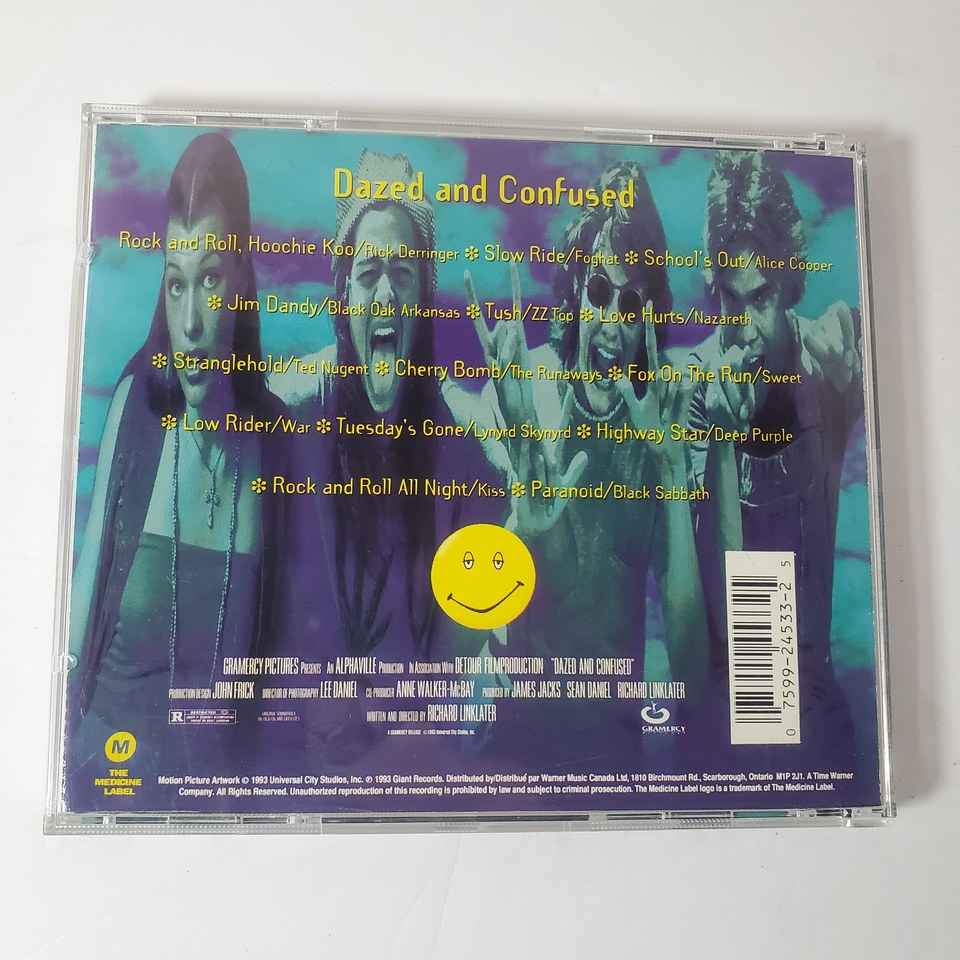 Dazed and Confused
Rock and Roll, Hoochie Koo/Rick Derringer ❇ Slow Ride/Foghat ❇ School's Out/Alice Cooper
❇ Jim Dandy/Black Oak Arkansas ❇ Tush/ZZ Top ❇ Love Hurts/Nazareth
❇ Stranglehold/Ted Nugent ❇ Cherry Bomb/The Runaways ❇ Fox On The Run/Sweet
❇ Low Rider/War ❇ Tuesday's Gone/Lynyrd Skynyrd ❇ Highway Star/Deep Purple
❇ Rock and Roll All Night/Kiss ❇ Paranoid/Black Sabbath
GRAMERCY PICTURES PRESENTS AN ALPHAVILLE PRODUCTION IN ASSOCIATION WITH DETOUR FILMPRODUCTION "DAZED AND CONFUSED"
PRODUCTION DESIGN JOHN FRICK DIRECTOR OF PHOTOGRAPHY LEE DANIEL CO-PRODUCER ANNE WALKER-McBAY PRODUCED BY JAMES JACKS SEAN DANIEL RICHARD LINKLATER
WRITTEN AND DIRECTED BY RICHARD LINKLATER
R RESTRICTED
A GRAMERCY RELEASE ©1993 Universal City Studios, Inc.
GRAMERCY
0 7599-24533-2 5
M
THE
MEDICINE
LABEL
Motion Picture Artwork © 1993 Universal City Studios, Inc. ℗ 1993 Giant Records. Distributed by/Distribué par Warner Music Canada Ltd, 1810 Birchmount Rd., Scarborough, Ontario M1P 2J1. A Time Warner
Company. All Rights Reserved. Unauthorized reproduction of this recording is prohibited by law and subject to criminal prosecution. The Medicine Label logo is a trademark of The Medicine Label.